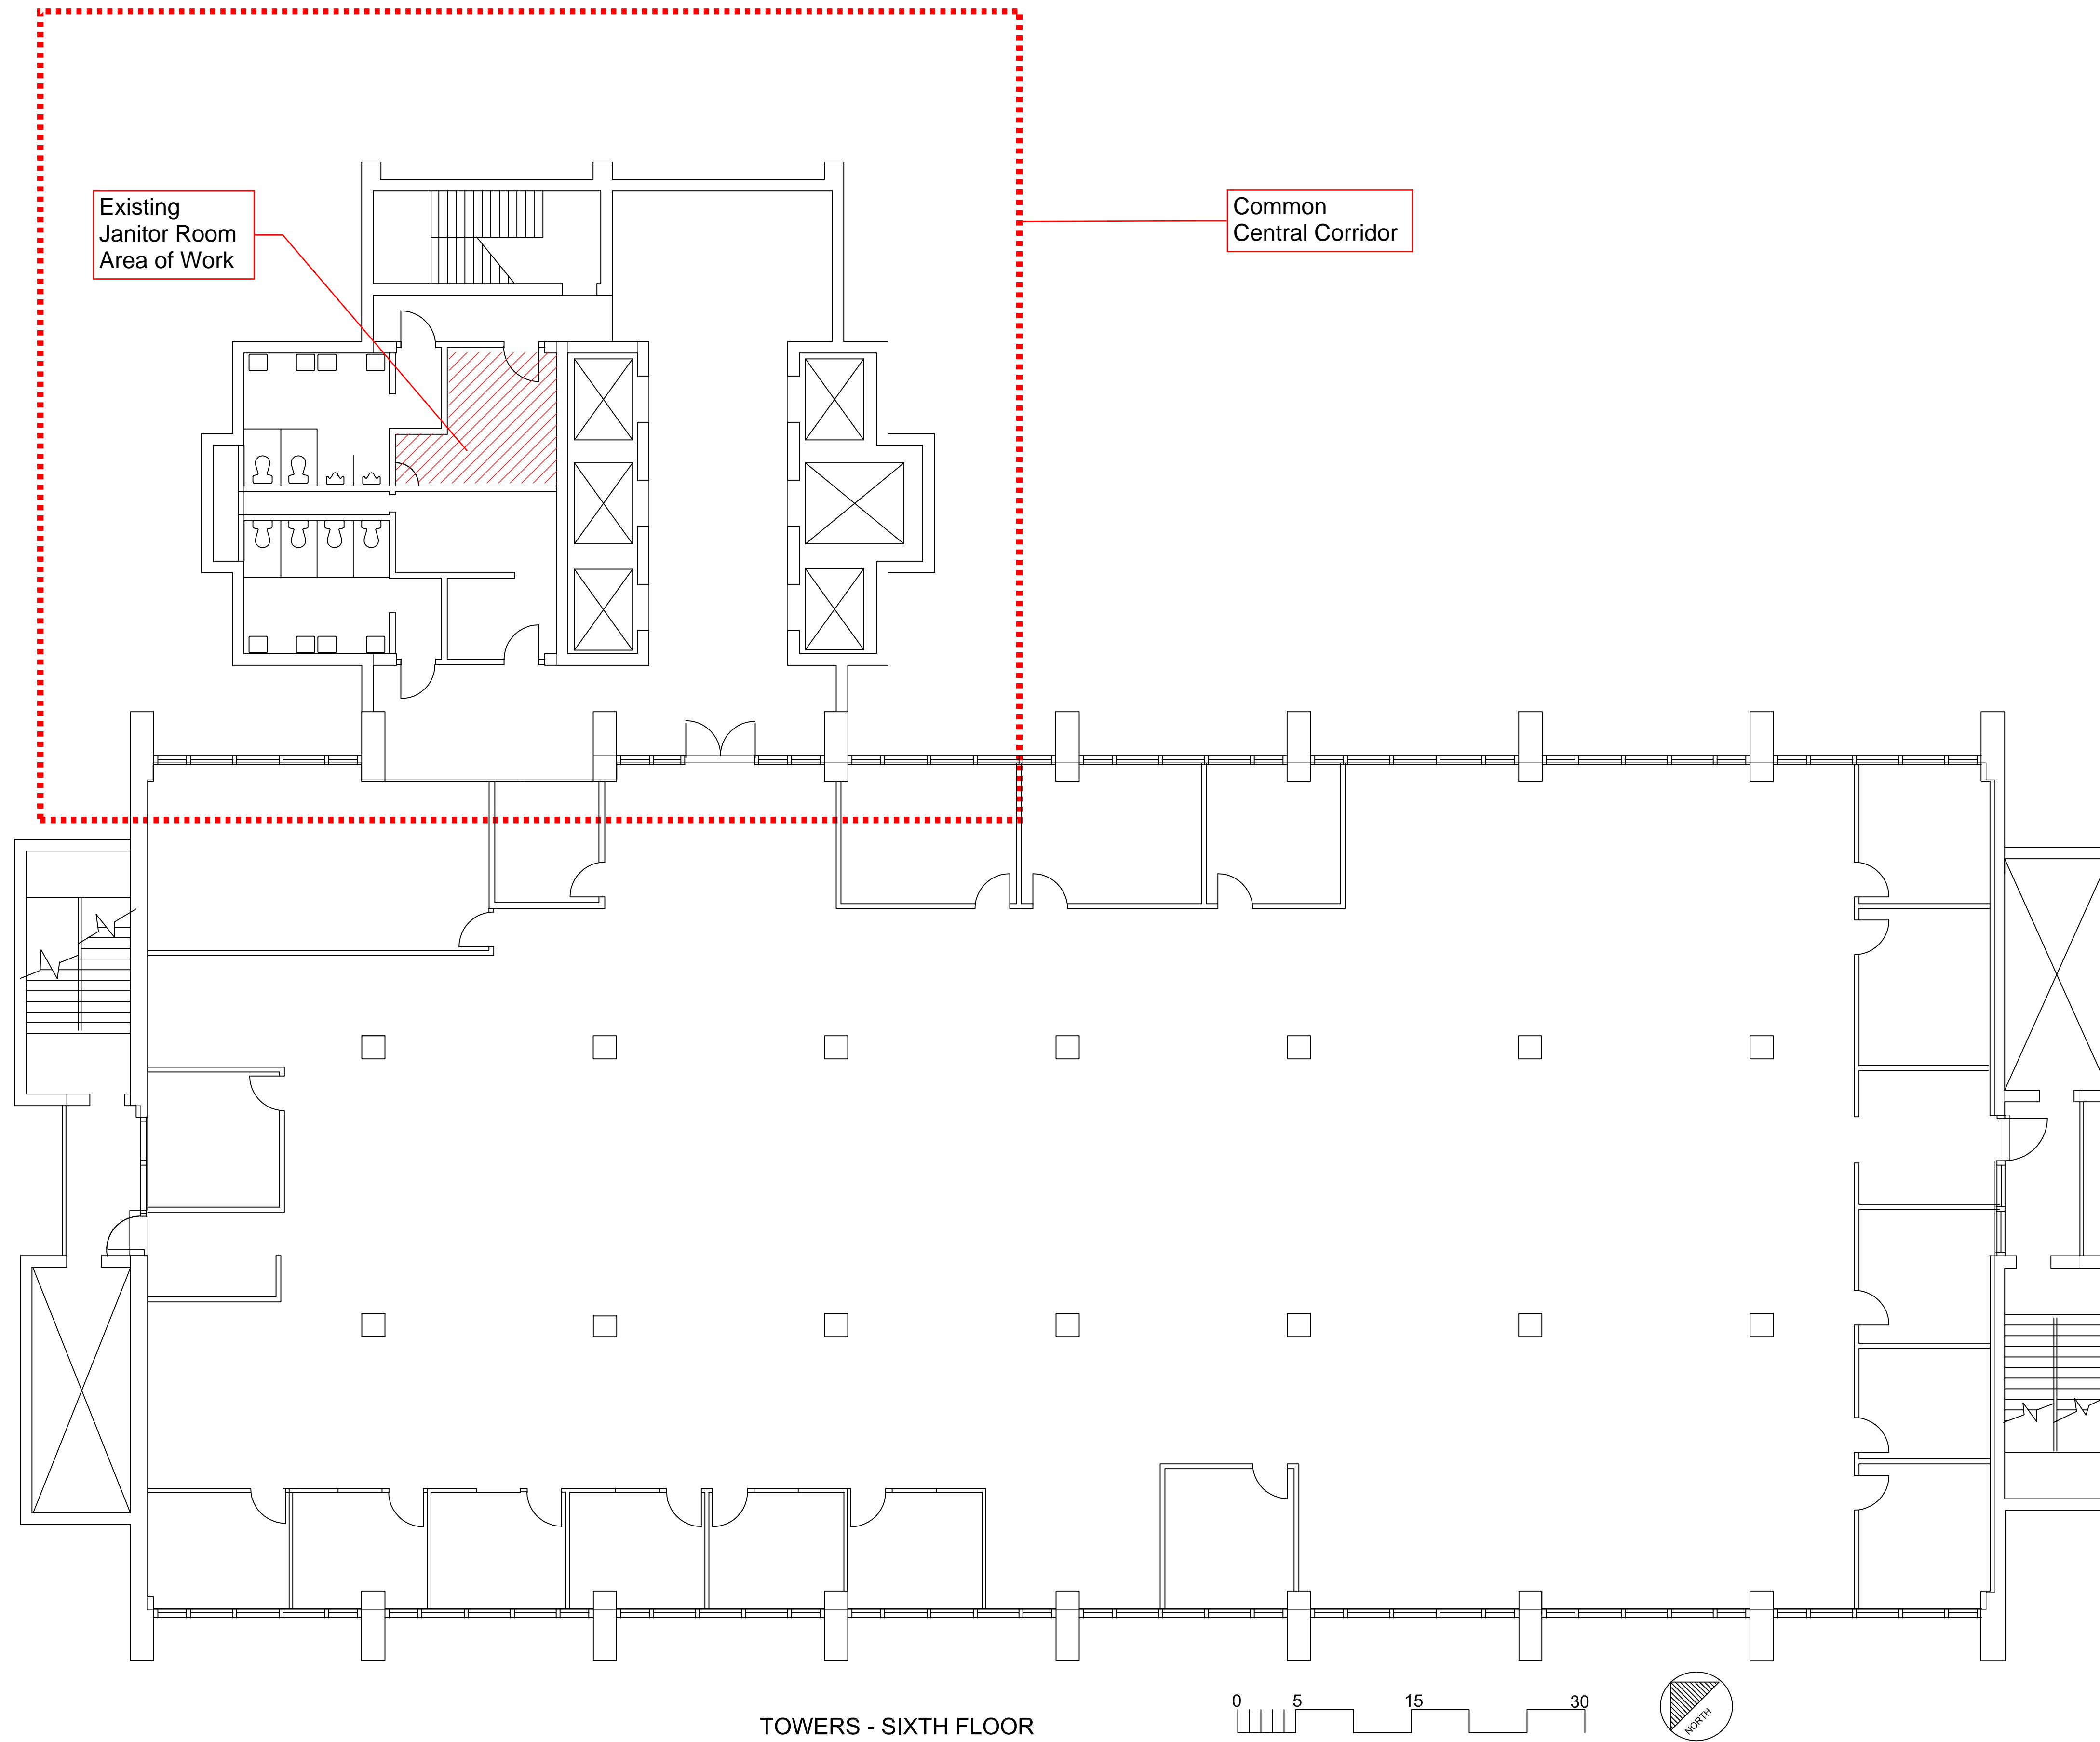 Existing
Janitor Room
Area of Work
Common
Central Corridor
TOWERS - SIXTH FLOOR
0 5 15 30
NORTH